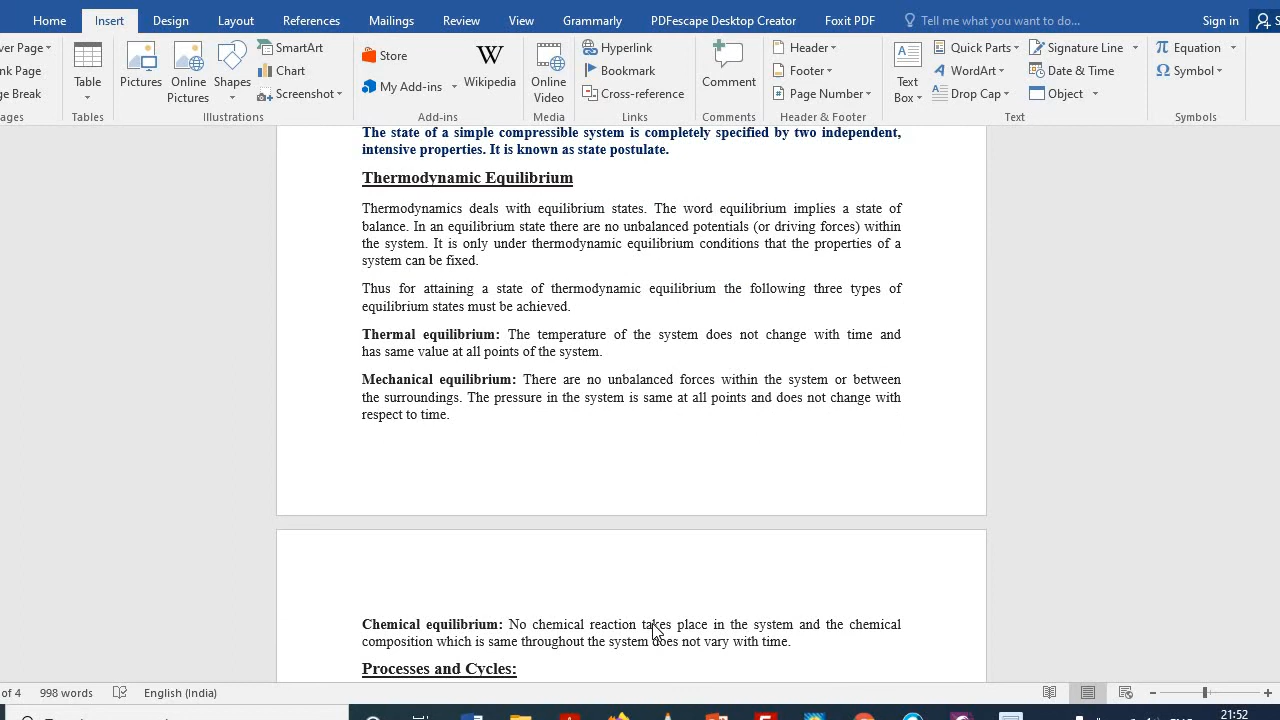 Home Insert Design Layout References Mailings Review View Grammarly PDFescape Desktop Creator Foxit PDF Tell me what you want to do... Sign in
ver Page
nk Page
e Break
ages
Table
Tables
Pictures
Online Pictures
Shapes
SmartArt
Chart
Screenshot
Illustrations
Store
My Add-ins
W
Wikipedia
Add-ins
Online Video
Media
Hyperlink
Bookmark
Cross-reference
Links
Comment
Comments
Header
Footer
Page Number
Header & Footer
Text Box
Quick Parts
WordArt
Drop Cap
Signature Line
Date & Time
Object
Text
Equation
Symbol
Symbols
The state of a simple compressible system is completely specified by two independent,
intensive properties. It is known as state postulate.
Thermodynamic Equilibrium
Thermodynamics deals with equilibrium states. The word equilibrium implies a state of
balance. In an equilibrium state there are no unbalanced potentials (or driving forces) within
the system. It is only under thermodynamic equilibrium conditions that the properties of a
system can be fixed.
Thus for attaining a state of thermodynamic equilibrium the following three types of
equilibrium states must be achieved.
Thermal equilibrium: The temperature of the system does not change with time and
has same value at all points of the system.
Mechanical equilibrium: There are no unbalanced forces within the system or between
the surroundings. The pressure in the system is same at all points and does not change with
respect to time.
Chemical equilibrium: No chemical reaction takes place in the system and the chemical
composition which is same throughout the system does not vary with time.
Processes and Cycles:
of 4 998 words English (India)
21:52